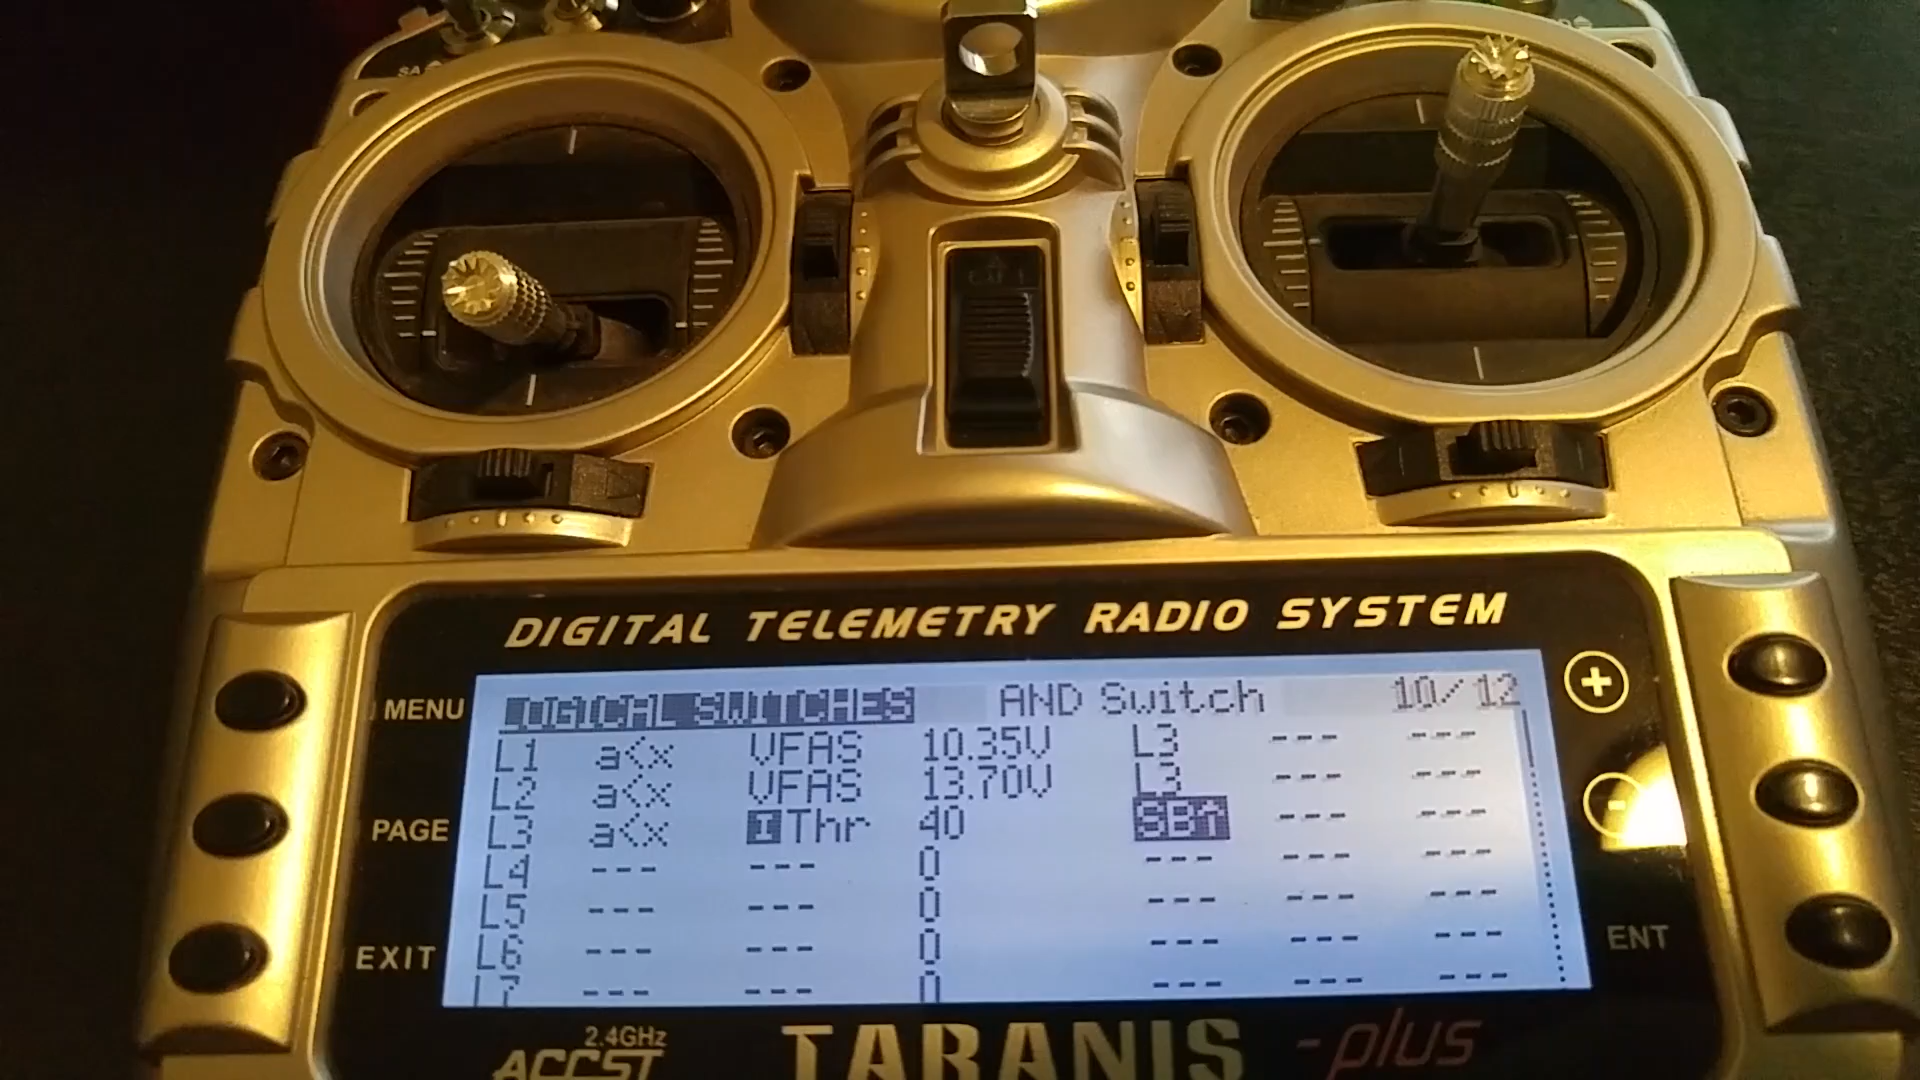 SA
DIGITAL TELEMETRY RADIO SYSTEM
MENU
PAGE
EXIT
ENT
+
-
LOGICAL SWITCHES AND Switch 10/12
L1 a<x VFAS 10.35V L3 --- ---
L2 a<x VFAS 13.70V L3 --- ---
L3 a<x IThr 40 SB↑ --- ---
L4 --- --- 0 --- --- ---
L5 --- --- 0 --- --- ---
L6 --- --- 0 --- --- ---
L7 --- --- 0 --- --- ---
2.4GHz
ACCST
TARANIS -plus